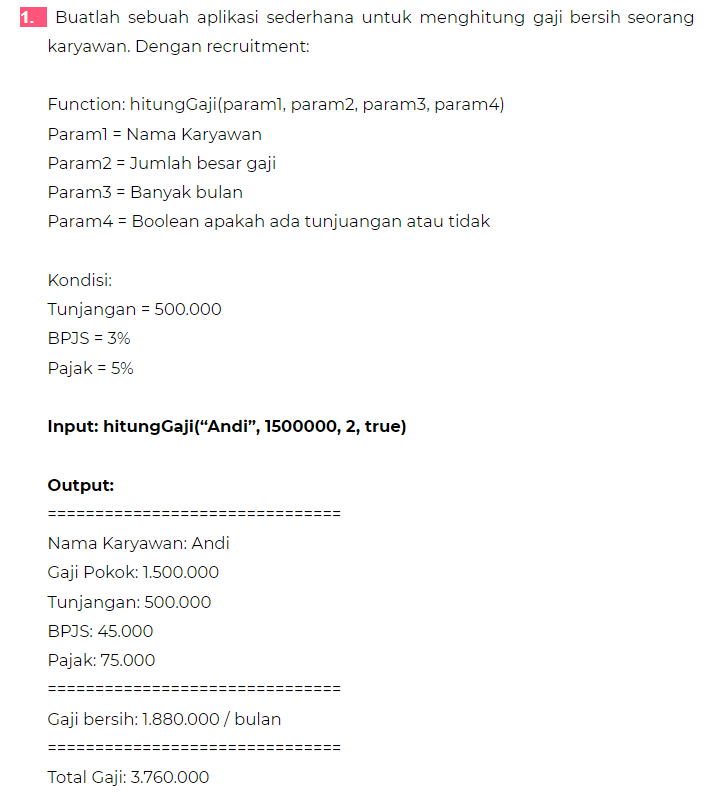 1. Buatlah sebuah aplikasi sederhana untuk menghitung gaji bersih seorang
karyawan. Dengan recruitment:
Function: hitungGaji(param1, param2, param3, param4)
Param1 = Nama Karyawan
Param2 = Jumlah besar gaji
Param3 = Banyak bulan
Param4 = Boolean apakah ada tunjuangan atau tidak
Kondisi:
Tunjangan = 500.000
BPJS = 3%
Pajak = 5%
Input: hitungGaji(“Andi”, 1500000, 2, true)
Output:
===============================
Nama Karyawan: Andi
Gaji Pokok: 1.500.000
Tunjangan: 500.000
BPJS: 45.000
Pajak: 75.000
===============================
Gaji bersih: 1.880.000 / bulan
===============================
Total Gaji: 3.760.000